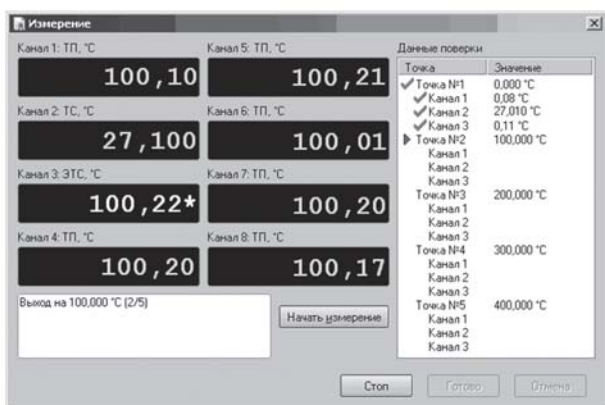 Измерение
Канал 1: ТП, °C
100,10
Канал 2: ТС, °C
27,100
Канал 3: ЭТС, °C
100,22*
Канал 4: ТП, °C
100,20
Канал 5: ТП, °C
100,21
Канал 6: ТП, °C
100,01
Канал 7: ТП, °C
100,20
Канал 8: ТП, °C
100,17
Выход на 100,000 °C (2/5)
Начать измерение
Данные поверки
Точка Значение
Точка №1 0,000 °C
Канал 1 0,08 °C
Канал 2 27,010 °C
Канал 3 0,11 °C
Точка №2 100,000 °C
Канал 1
Канал 2
Канал 3
Точка №3 200,000 °C
Канал 1
Канал 2
Канал 3
Точка №4 300,000 °C
Канал 1
Канал 2
Канал 3
Точка №5 400,000 °C
Канал 1
Канал 2
Канал 3
Стоп
Готово
Отмена